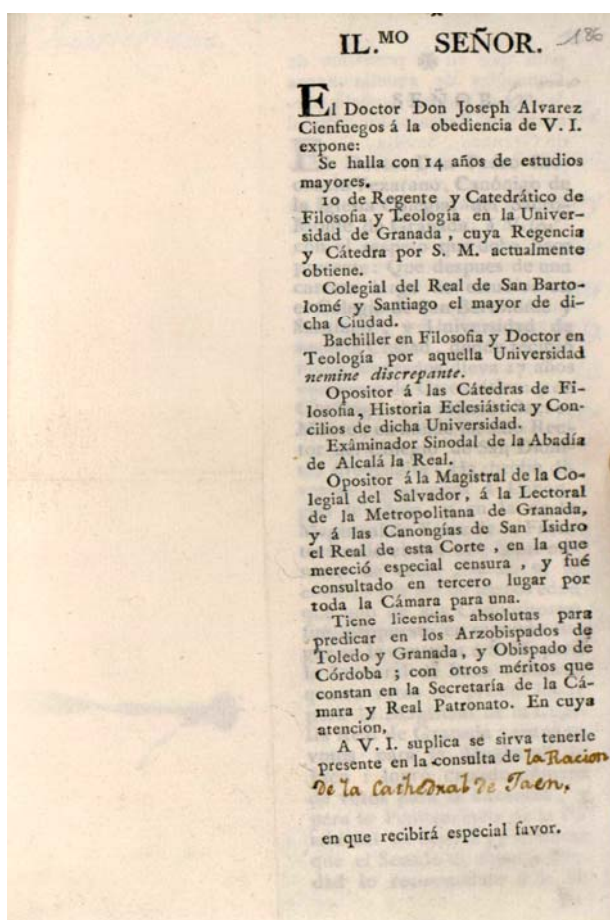 IL.MO SEÑOR. 186
El Doctor Don Joseph Alvarez
Cienfuegos á la obediencia de V. I.
expone:
Se halla con 14 años de estudios
mayores.
10 de Regente y Catedrático de
Filosofia y Teología en la Univer-
sidad de Granada , cuya Regencia
y Cátedra por S. M. actualmente
obtiene.
Colegial del Real de San Barto-
lomé y Santiago el mayor de di-
cha Ciudad.
Bachiller en Filosofia y Doctor en
Teología por aquella Universidad
nemine discrepante.
Opositor á las Cátedras de Fi-
losofia, Historia Eclesiástica y Con-
cilios de dicha Universidad.
Exâminador Sinodal de la Abadía
de Alcalá la Real.
Opositor á la Magistral de la Co-
legial del Salvador, á la Lectoral
de la Metropolitana de Granada,
y á las Canongías de San Isidro
el Real de esta Corte , en la que
mereció especial censura , y fué
consultado en tercero lugar por
toda la Cámara para una.
Tiene licencias absolutas para
predicar en los Arzobispados de
Toledo y Granada, y Obispado de
Córdoba ; con otros méritos que
constan en la Secretaría de la Cá-
mara y Real Patronato. En cuya
atencion,
A V. I. suplica se sirva tenerle
presente en la consulta de la Racion
de la Cathedral de Jaen,
en que recibirá especial favor.